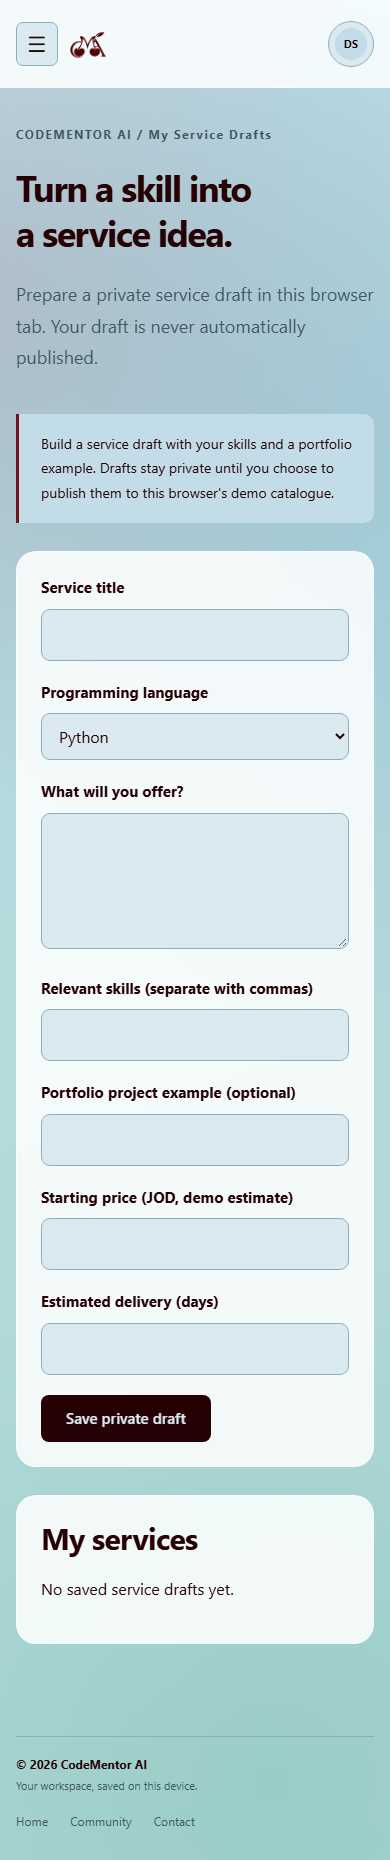 DS
CODEMENTOR AI / My Service Drafts
Turn a skill into
a service idea.
Prepare a private service draft in this browser
tab. Your draft is never automatically
published.
Build a service draft with your skills and a portfolio
example. Drafts stay private until you choose to
publish them to this browser's demo catalogue.
Service title
Programming language
Python
What will you offer?
Relevant skills (separate with commas)
Portfolio project example (optional)
Starting price (JOD, demo estimate)
Estimated delivery (days)
Save private draft
My services
No saved service drafts yet.
© 2026 CodeMentor AI
Your workspace, saved on this device.
Home Community Contact